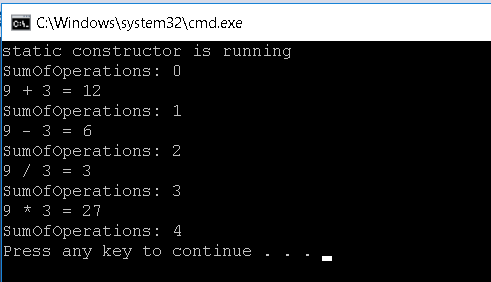 C:\Windows\system32\cmd.exe
static constructor is running
SumOfOperations: 0
9 + 3 = 12
SumOfOperations: 1
9 - 3 = 6
SumOfOperations: 2
9 / 3 = 3
SumOfOperations: 3
9 * 3 = 27
SumOfOperations: 4
Press any key to continue . . .